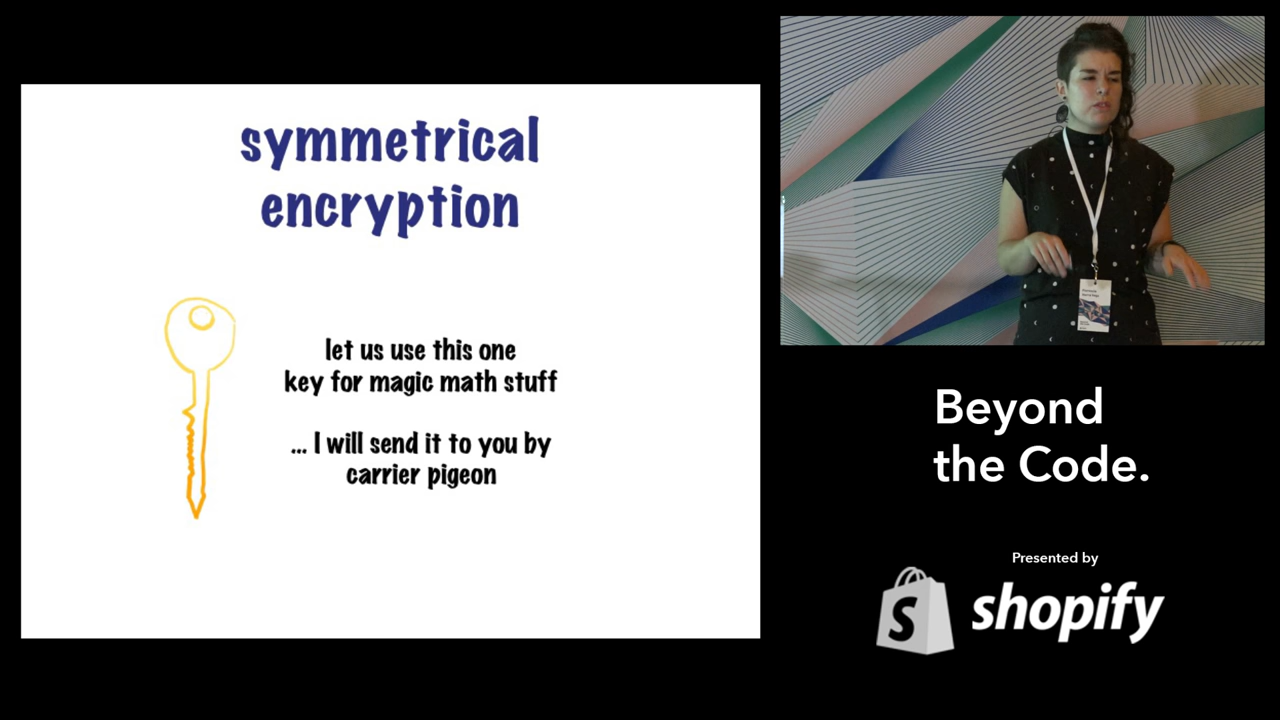 symmetrical
encryption
let us use this one
key for magic math stuff
... I will send it to you by
carrier pigeon
Beyond
the Code.
Presented by
shopify